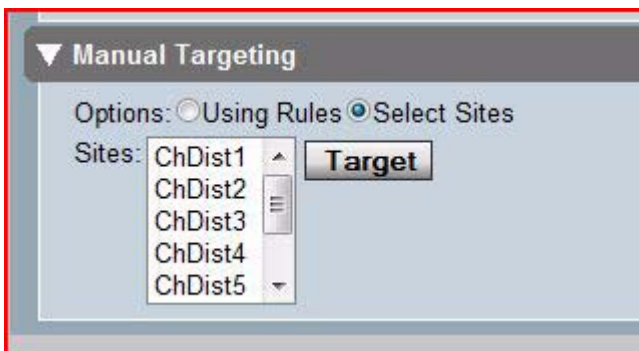 Manual Targeting
Options: Using Rules Select Sites
Sites: ChDist1 Target
ChDist2
ChDist3
ChDist4
ChDist5